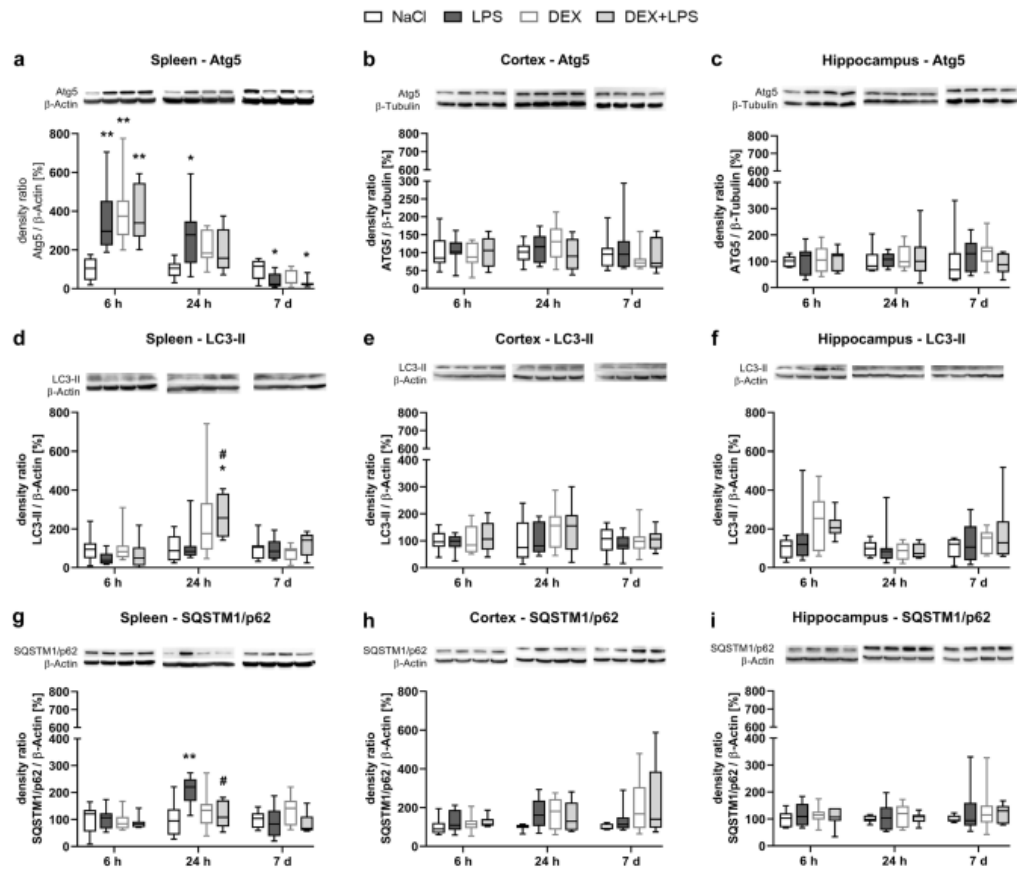 NaCl LPS DEX DEX+LPS
a Spleen - Atg5
Atg5
β-Actin
density ratio
Atg5 / β-Actin [%]
800
600
400
200
0
** ** ** * * *
6 h 24 h 7 d
b Cortex - Atg5
Atg5
β-Tubulin
density ratio
ATG5 / β-Tubulin [%]
800
600
400
200
300
250
200
150
100
50
0
6 h 24 h 7 d
c Hippocampus - Atg5
Atg5
β-Tubulin
density ratio
ATG5 / β-Tubulin [%]
800
700
600
400
300
200
100
0
6 h 24 h 7 d
d Spleen - LC3-II
LC3-II
β-Actin
density ratio
LC3-II / β-Actin [%]
800
600
400
200
0
#
*
6 h 24 h 7 d
e Cortex - LC3-II
LC3-II
β-Actin
density ratio
LC3-II / β-Actin [%]
800
700
600
400
300
200
100
0
6 h 24 h 7 d
f Hippocampus - LC3-II
LC3-II
β-Actin
density ratio
LC3-II / β-Actin [%]
800
600
400
200
0
6 h 24 h 7 d
g Spleen - SQSTM1/p62
SQSTM1/p62
β-Actin
density ratio
SQSTM1/p62 / β-Actin [%]
800
700
600
400
300
200
100
0
** #
6 h 24 h 7 d
h Cortex - SQSTM1/p62
SQSTM1/p62
β-Actin
density ratio
SQSTM1/p62 / β-Actin [%]
800
600
400
200
0
6 h 24 h 7 d
i Hippocampus - SQSTM1/p62
SQSTM1/p62
β-Actin
density ratio
SQSTM1/p62 / β-Actin [%]
800
700
600
400
300
200
100
0
6 h 24 h 7 d